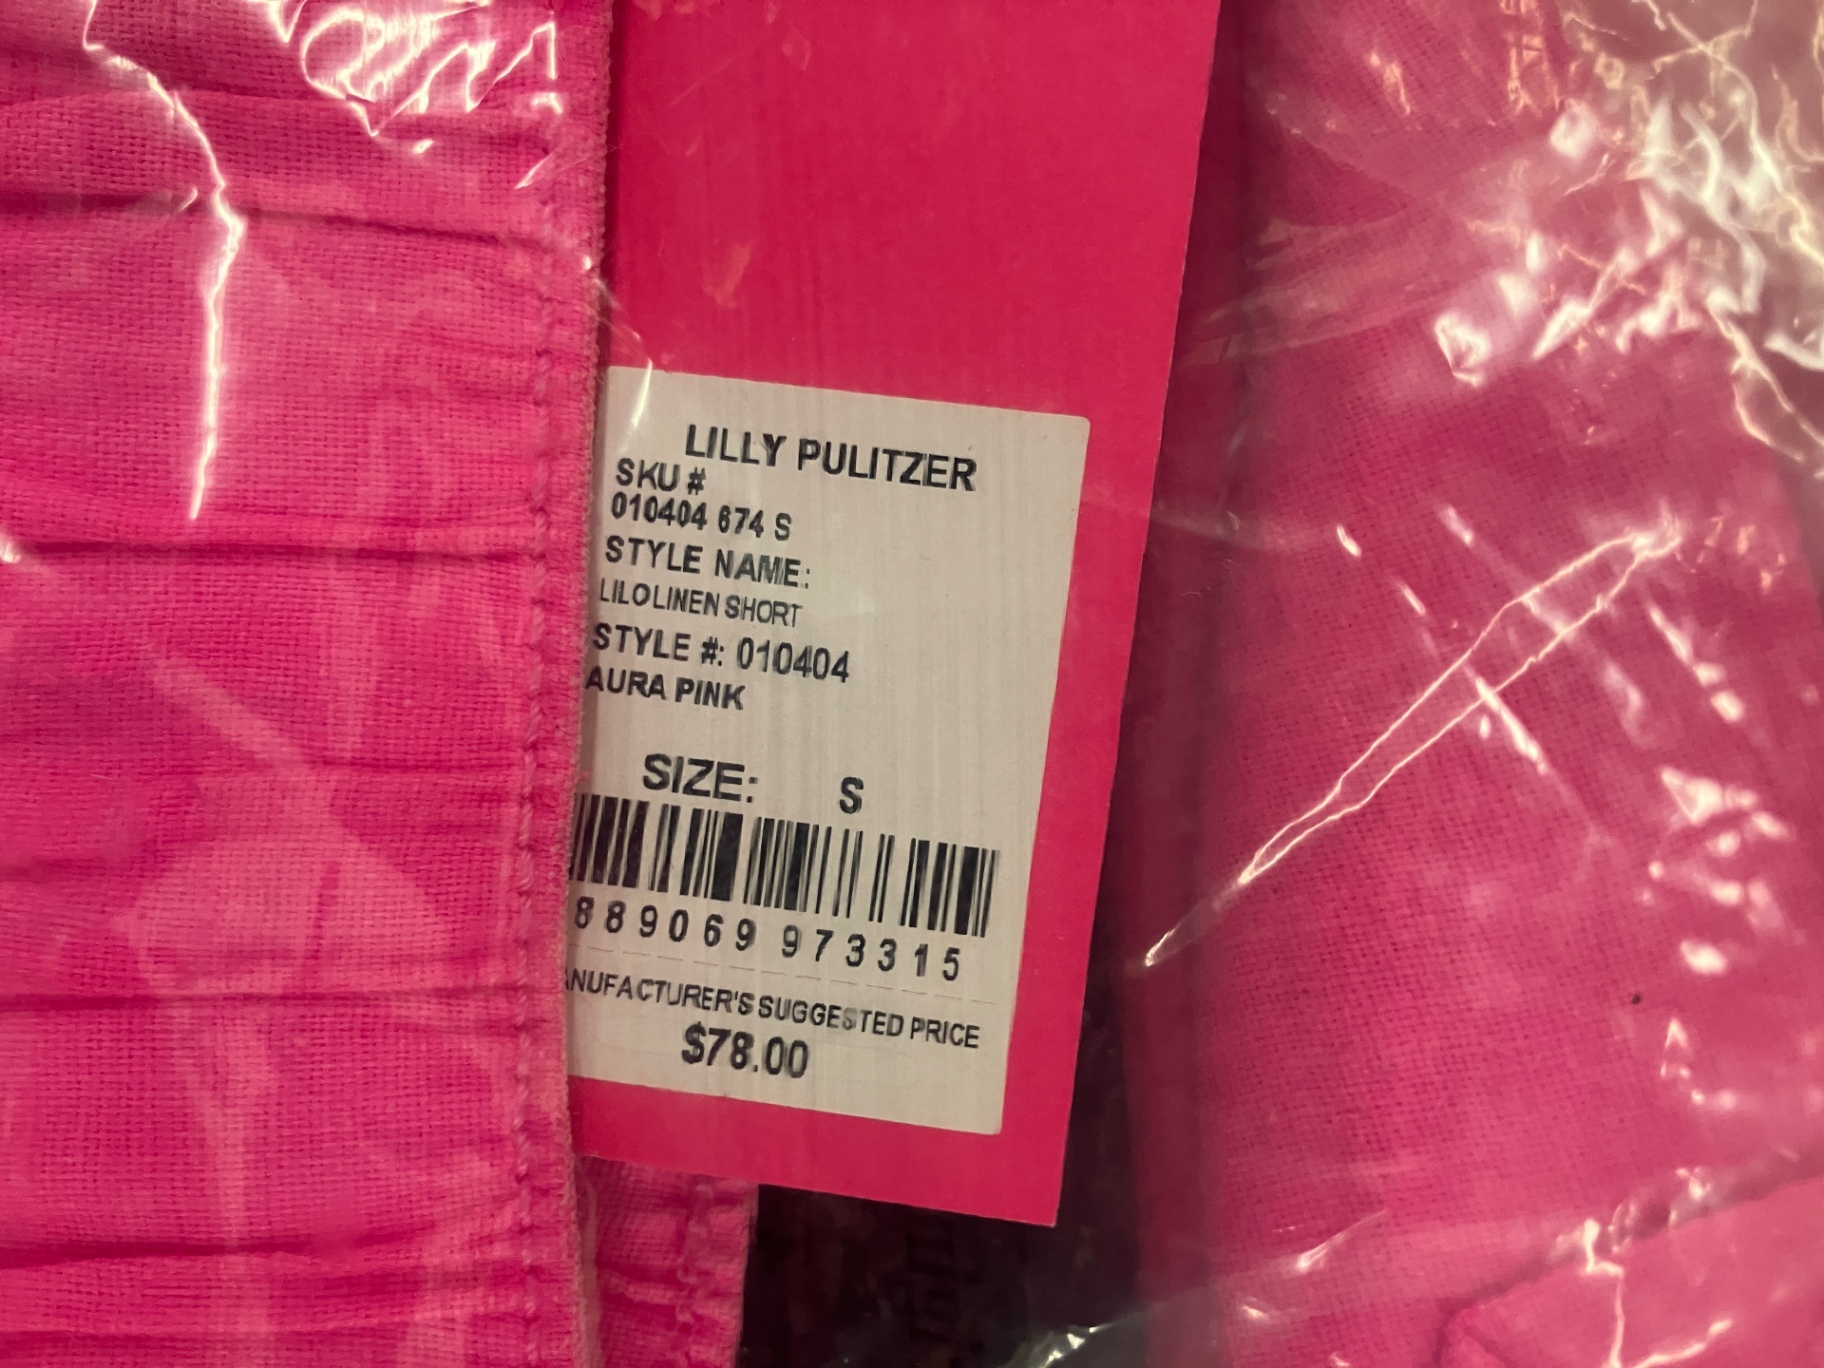 LILLY PULITZER
SKU #
010404 674 S
STYLE NAME:
LILO LINEN SHORT
STYLE #: 010404
AURA PINK
SIZE: S
889069 973315
ANUFACTURER'S SUGGESTED PRICE
$78.00